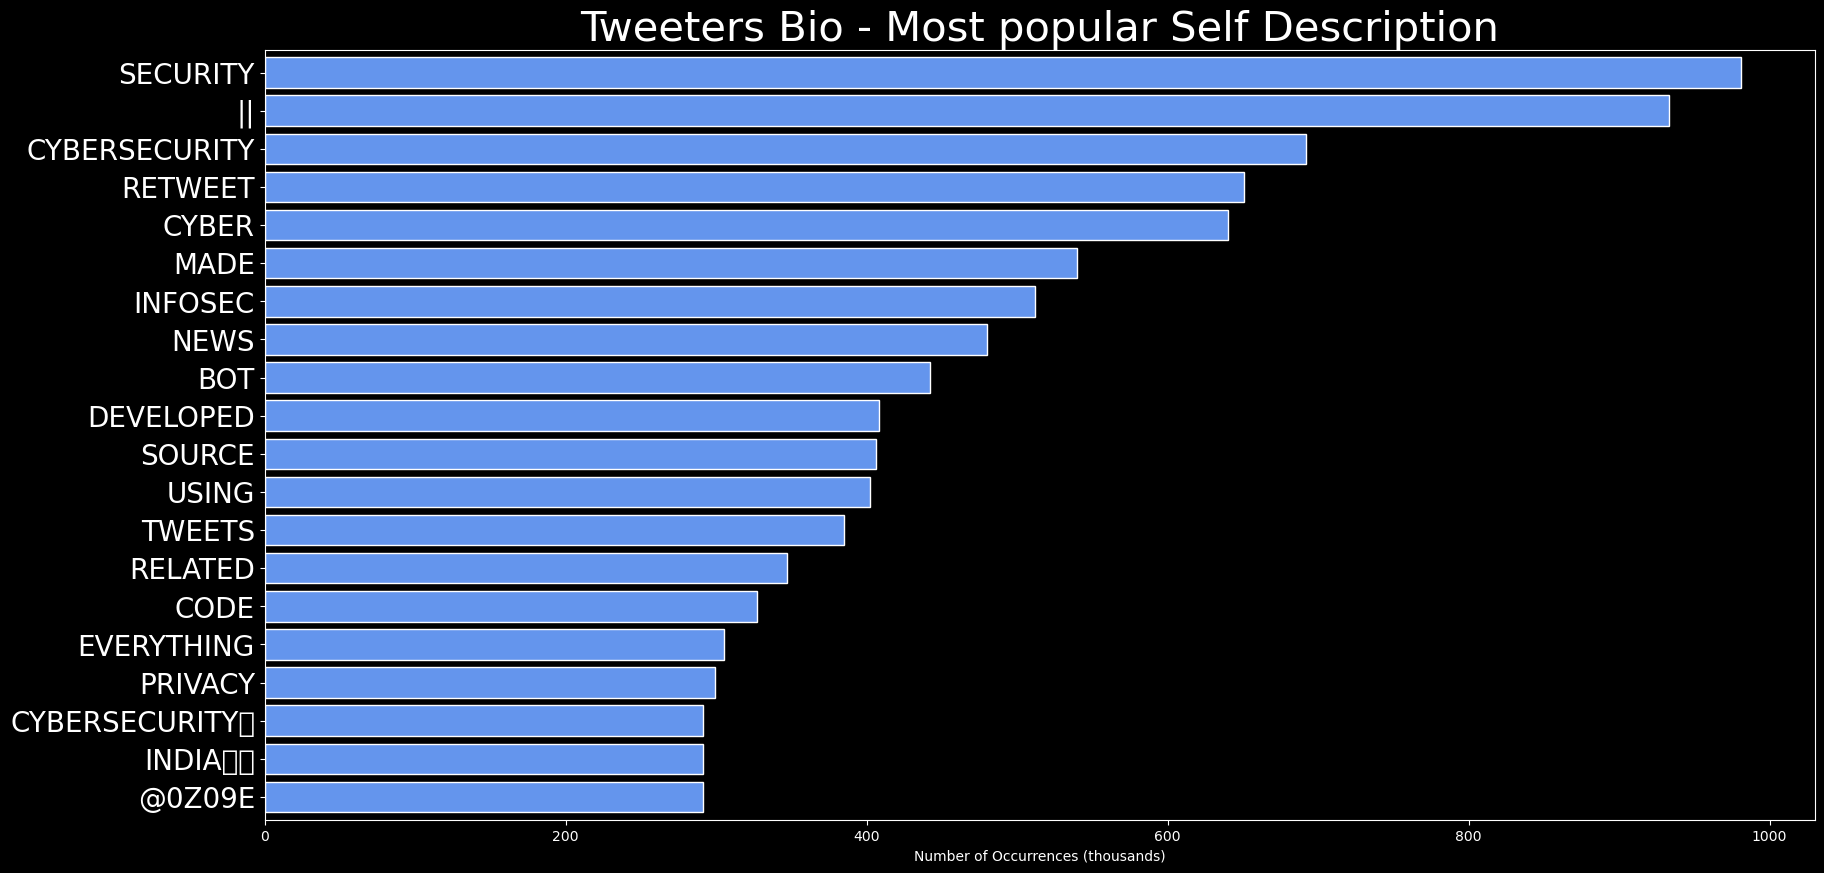 Tweeters Bio - Most popular Self Description
SECURITY
||
CYBERSECURITY
RETWEET
CYBER
MADE
INFOSEC
NEWS
BOT
DEVELOPED
SOURCE
USING
TWEETS
RELATED
CODE
EVERYTHING
PRIVACY
CYBERSECURITY▯
INDIA▯▯
@0Z09E
0 200 400 600 800 1000
Number of Occurrences (thousands)